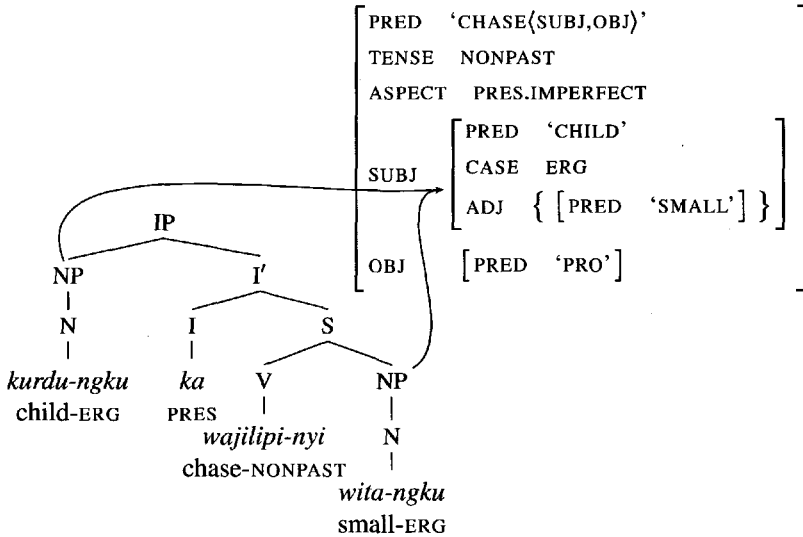 PRED ‘CHASE⟨SUBJ,OBJ⟩’
TENSE NONPAST
ASPECT PRES.IMPERFECT
SUBJ
PRED ‘CHILD’
CASE ERG
ADJ { [PRED ‘SMALL’] }
OBJ [PRED ‘PRO’]
IP
NP I′
N I S
kurdu-ngku ka V NP
child-ERG PRES
wajilipi-nyi N
chase-NONPAST
wita-ngku
small-ERG